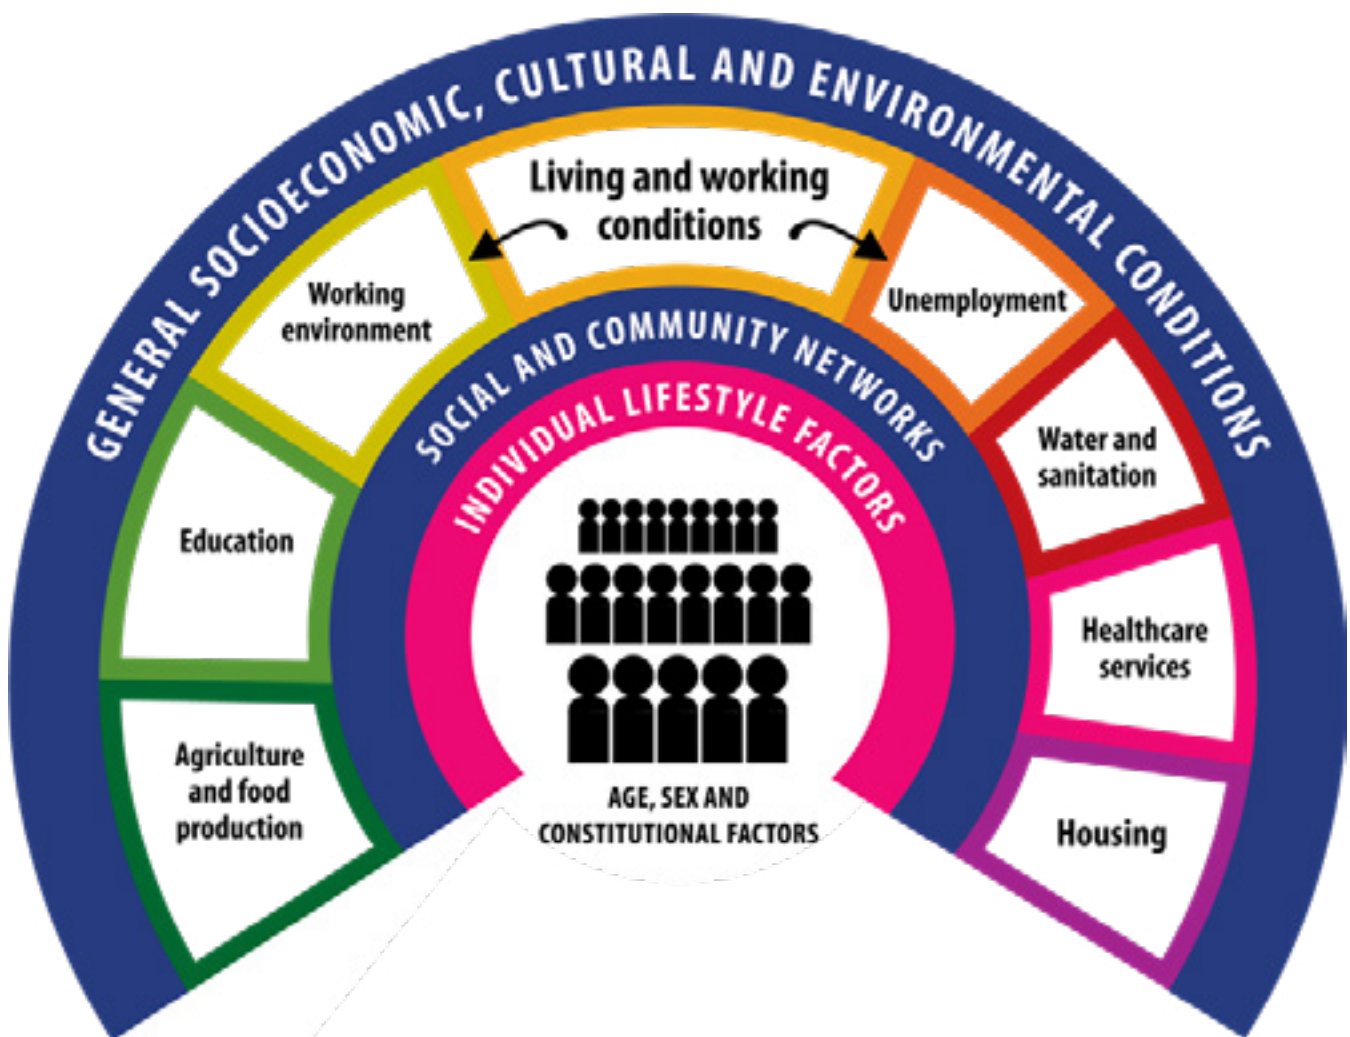 GENERAL SOCIOECONOMIC, CULTURAL AND ENVIRONMENTAL CONDITIONS
Living and working
conditions
Working
environment
Unemployment
SOCIAL AND COMMUNITY NETWORKS
INDIVIDUAL LIFESTYLE FACTORS
Education
Water and
sanitation
Agriculture
and food
production
Healthcare
services
Housing
AGE, SEX AND
CONSTITUTIONAL FACTORS